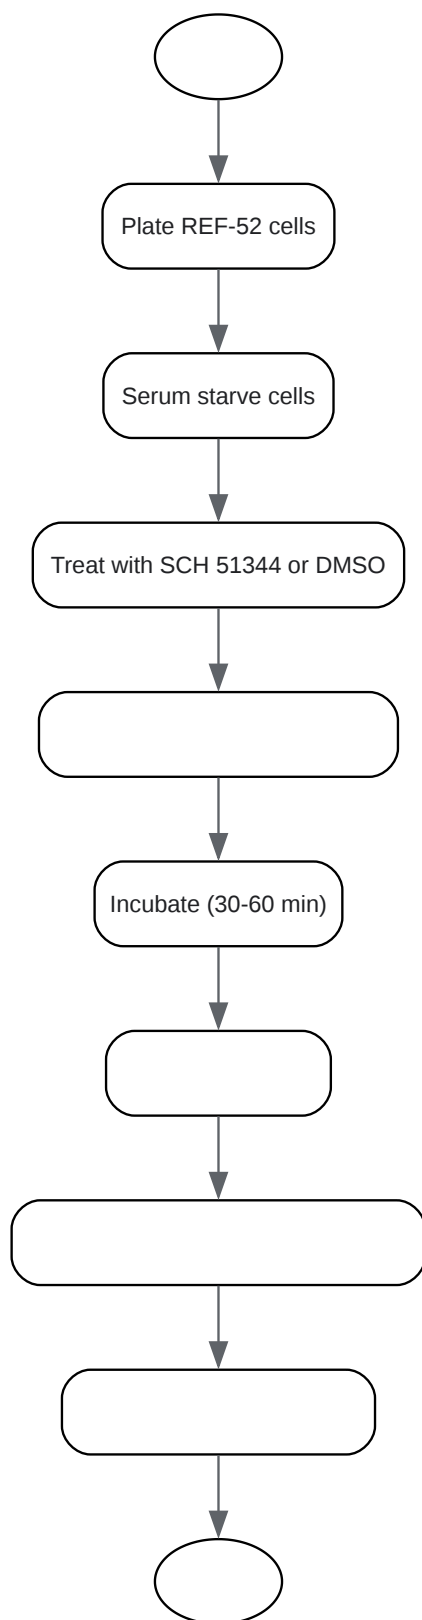 Plate REF-52 cells
Serum starve cells
Treat with SCH 51344 or DMSO
Incubate (30-60 min)